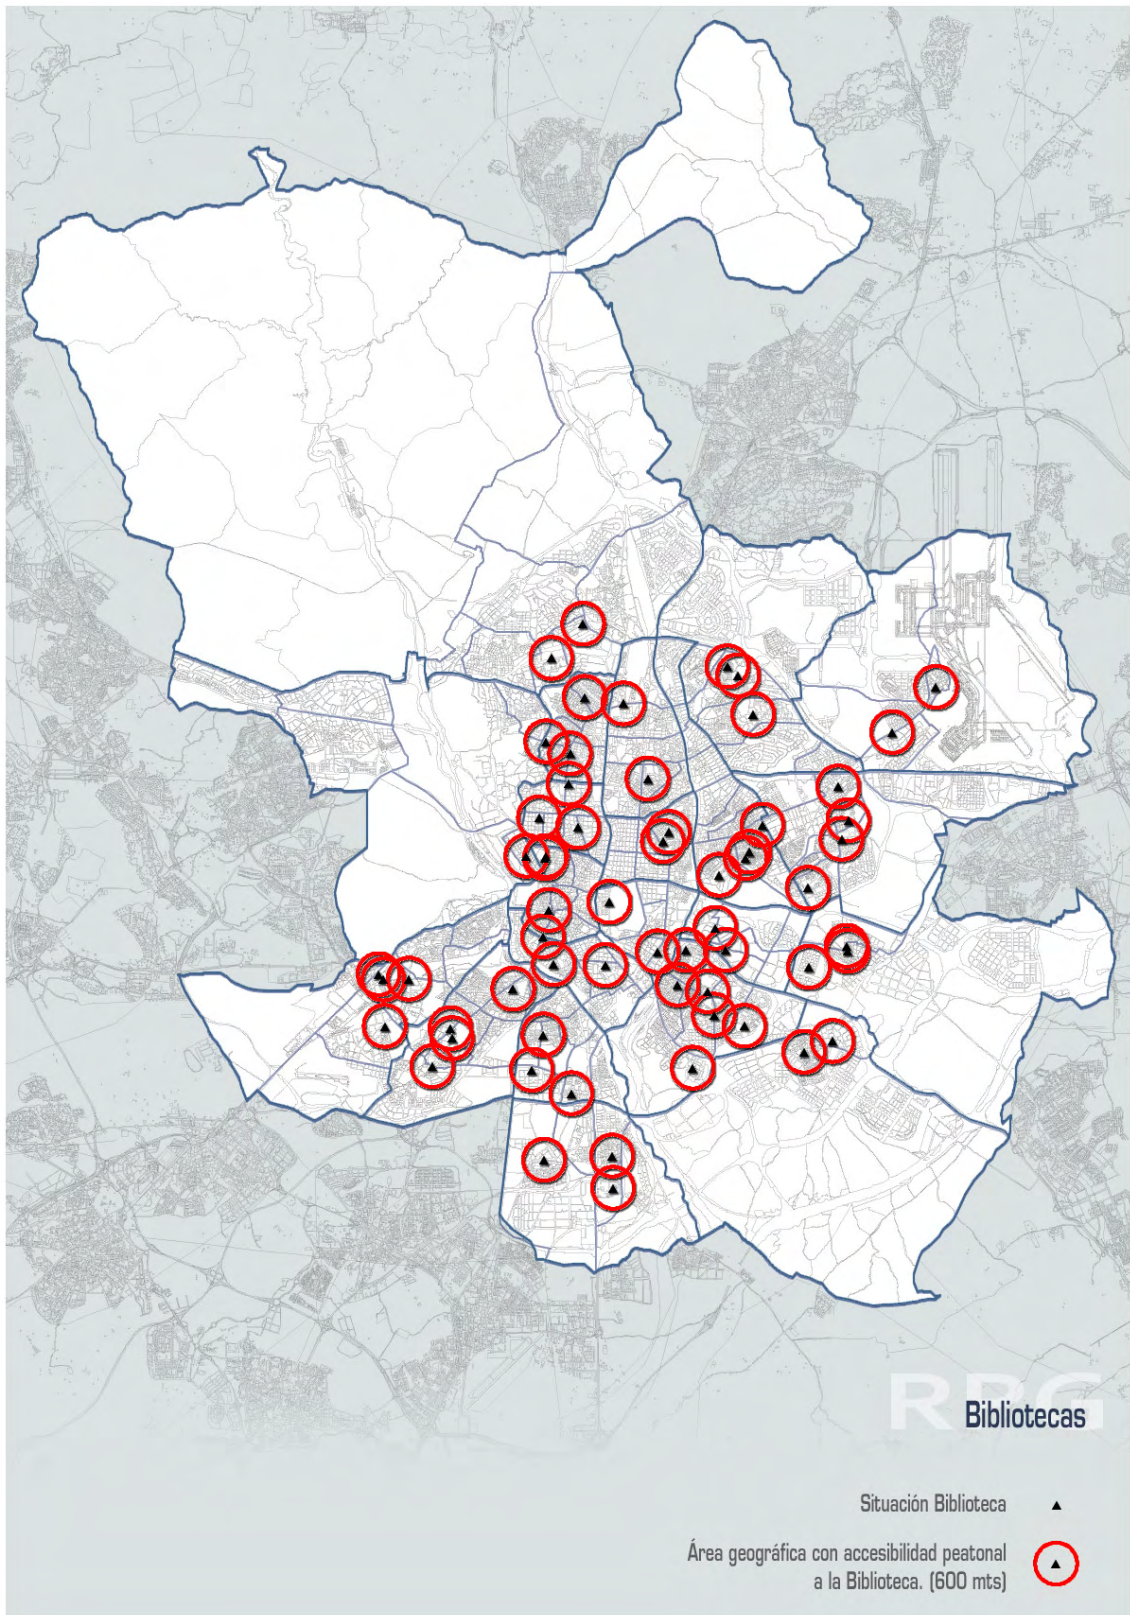 RPG
Bibliotecas
Situación Biblioteca
Área geográfica con accesibilidad peatonal
a la Biblioteca. (600 mts)